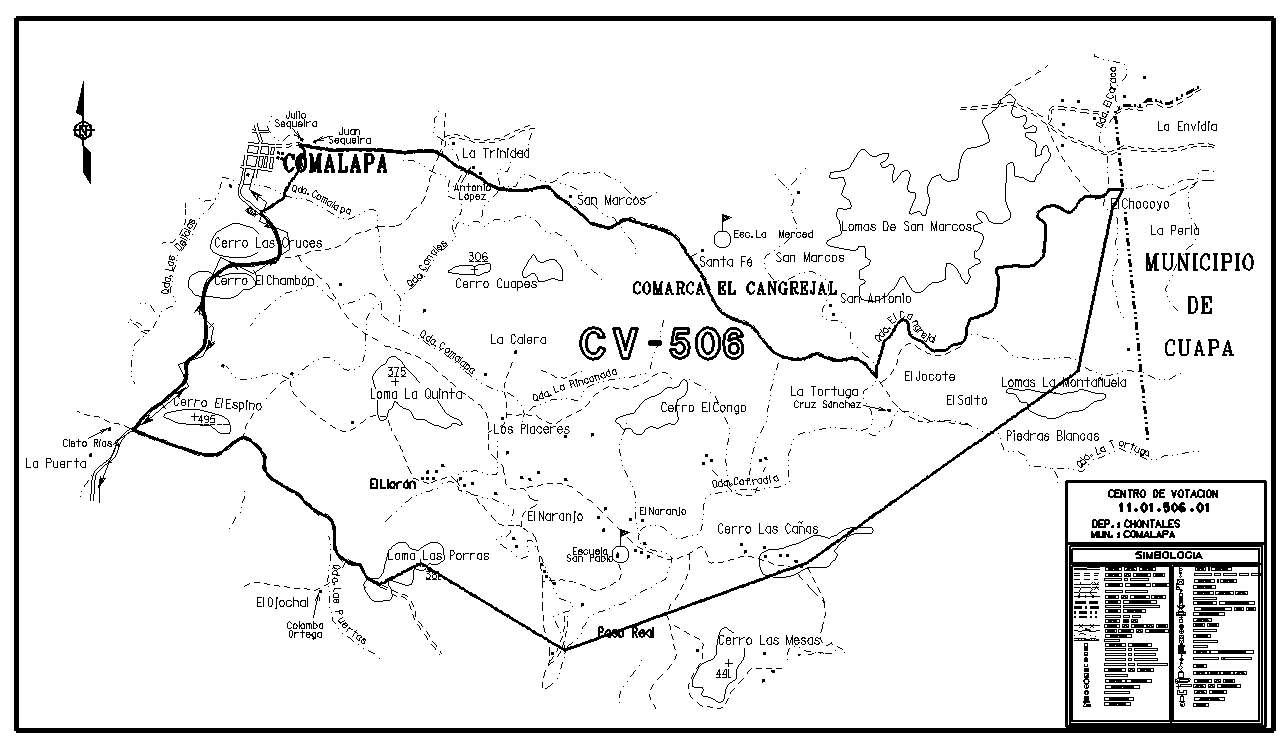 Julio
Sequeira
Juan
Sequeira
COMALAPA
La Trinidad
Antonio
López
San Marcos
Qda. Comalapa
Cerro Las Cruces
Qda. Las Delicias
Cerro El Chambón
Qda. Canales
306
Cerro Cuapes
Esc. La Merced
Santa Fé
San Marcos
Lomas De San Marcos
Qda. El Caraca
La Envidia
El Chocoyo
La Perla
MUNICIPIO
DE
CUAPA
COMARCA EL CANGREJAL
San Antonio
Qda. El Cangrejal
CV-506
La Calera
Qda. Comalapa
Qda. La Rinconada
375
Loma La Quinta
Cerro El Espino
495
Cerro El Congo
La Tortuga
Cruz Sánchez
El Jocote
El Salto
Lomas La Montañuela
Piedras Blancas
Qda. La Tortuga
Los Placeres
Cisto Rías
La Puerta
El Llorón
Qda. Cofradía
El Naranjo
El Naranjo
Cerro Las Cañas
Escuela
San Pablo
Loma Las Porras
El Ojochal
Colamba
Ortega
Qda. Las Puertas
Paso Real
Cerro Las Mesas
441
CENTRO DE VOTACION
11.01.506.01
DEP.: CHONTALES
MUN.: COMALAPA
SIMBOLOGIA